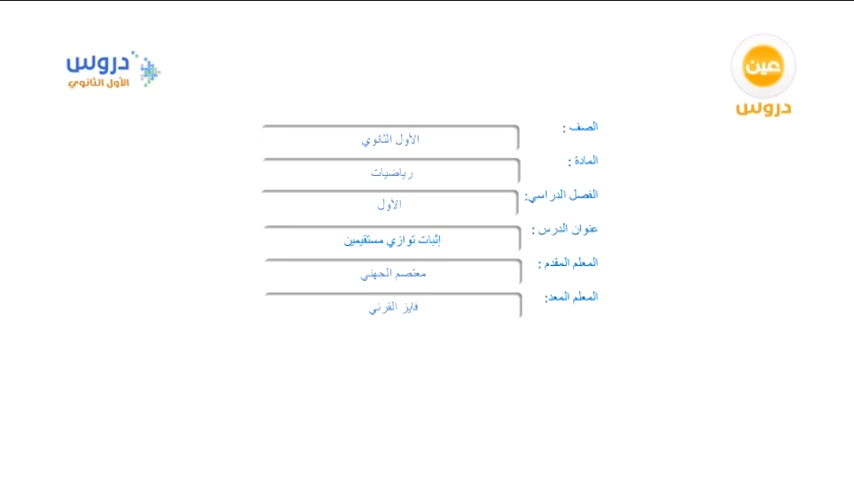 دروس
الأول الثانوي
عين
دروس
الصف :
الأول الثانوي
المادة :
رياضيات
الفصل الدراسي:
الأول
عنوان الدرس :
إثبات توازي مستقيمين
المعلم المقدم :
معتصم الجهني
المعلم المعد:
فايز القرني